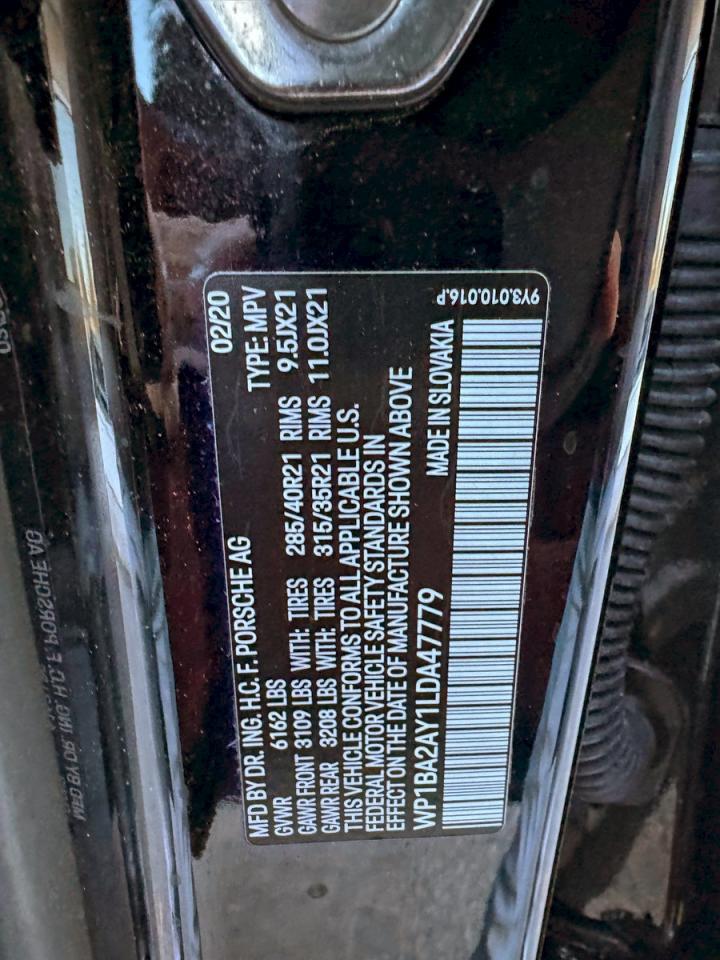 MFD BY DR. ING. H.C. F. PORSCHE AG 02/20
GVWR 6162 LBS TYPE: MPV
GAWR FRONT 3109 LBS WITH: TIRES 285/40R21 RIMS 9.5JX21
GAWR REAR 3208 LBS WITH: TIRES 315/35R21 RIMS 11.0JX21
THIS VEHICLE CONFORMS TO ALL APPLICABLE U.S.
FEDERAL MOTOR VEHICLE SAFETY STANDARDS IN
EFFECT ON THE DATE OF MANUFACTURE SHOWN ABOVE
WP1BA2AY1LDA47779 MADE IN SLOVAKIA
9Y3.010.016.P